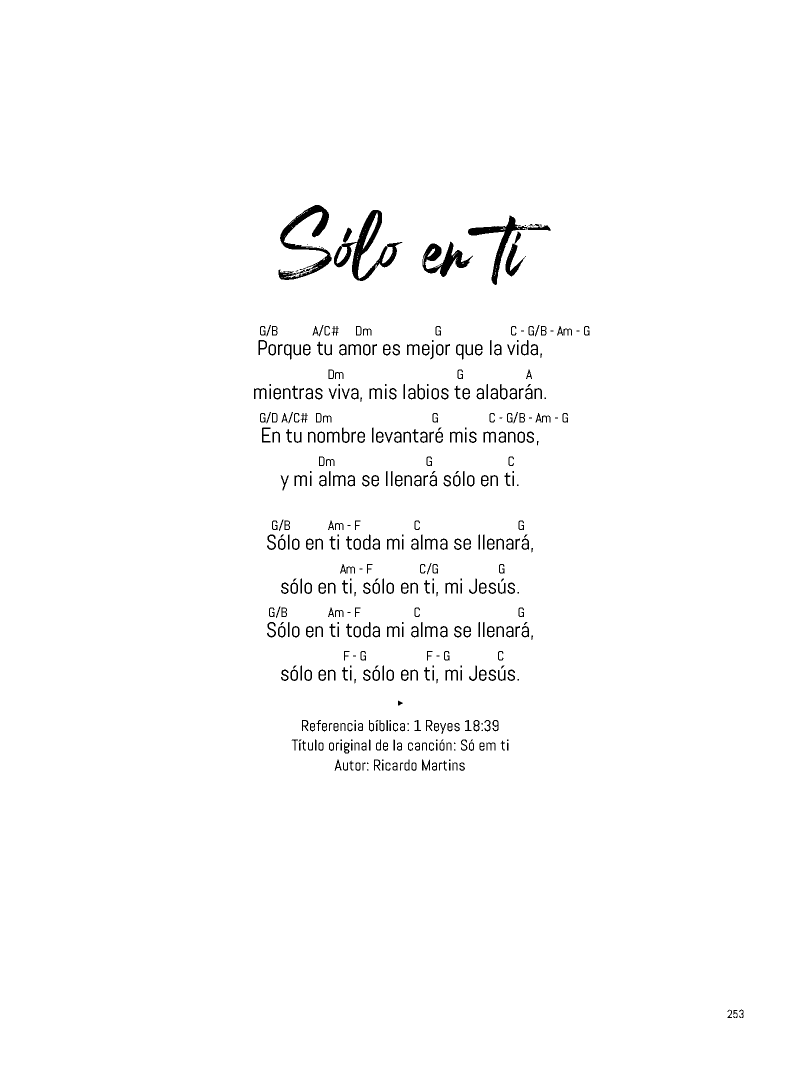 Sólo en ti
G/B A/C# Dm G C - G/B - Am - G
Porque tu amor es mejor que la vida,
Dm G A
mientras viva, mis labios te alabarán.
G/D A/C# Dm G C - G/B - Am - G
En tu nombre levantaré mis manos,
Dm G C
y mi alma se llenará sólo en ti.
G/B Am - F C G
Sólo en ti toda mi alma se llenará,
Am - F C/G G
sólo en ti, sólo en ti, mi Jesús.
G/B Am - F C G
Sólo en ti toda mi alma se llenará,
F - G F - G C
sólo en ti, sólo en ti, mi Jesús.
Referencia bíblica: 1 Reyes 18:39
Título original de la canción: Só em ti
Autor: Ricardo Martins
253